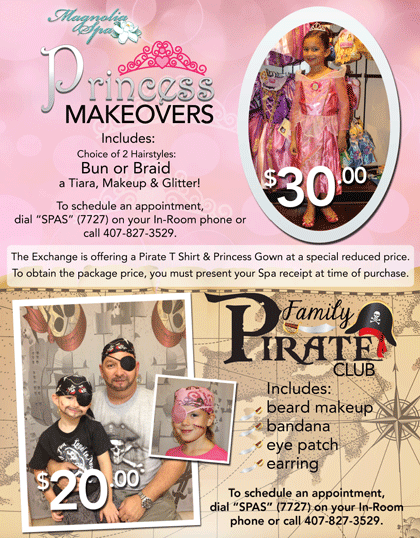 Magnolia
Spa
Princess
MAKEOVERS
Includes:
Choice of 2 Hairstyles:
Bun or Braid
a Tiara, Makeup & Glitter!
To schedule an appointment,
dial “SPAS” (7727) on your In-Room phone or
call 407-827-3529.
$30.00
The Exchange is offering a Pirate T Shirt & Princess Gown at a special reduced price.
To obtain the package price, you must present your Spa receipt at time of purchase.
Family
PIRATE
CLUB
Includes:
beard makeup
bandana
eye patch
earring
$20.00
To schedule an appointment,
dial “SPAS” (7727) on your In-Room
phone or call 407-827-3529.